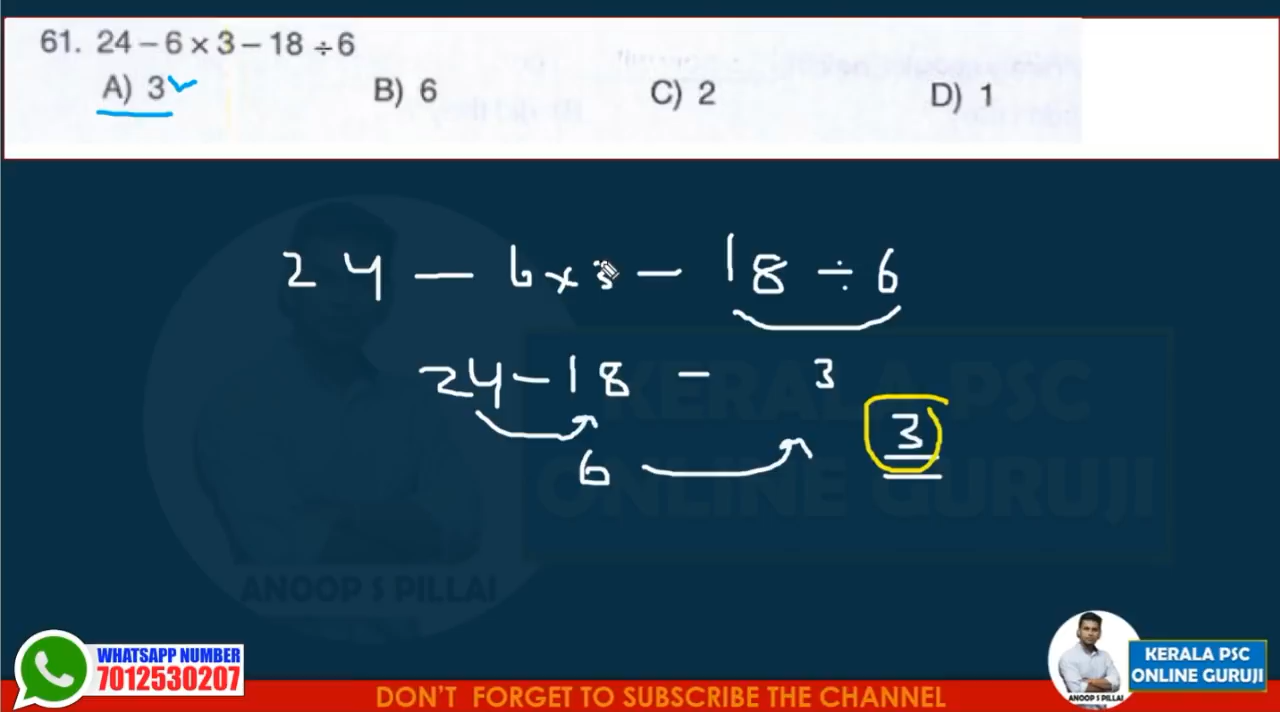 61. 24 – 6 × 3 – 18 ÷ 6
A) 3 B) 6 C) 2 D) 1
24 — 6 × 3 — 18 ÷ 6
24 – 18 – 3
3
6
KERALA PSC
ONLINE GURUJI
ANOOP S PILLAI
WHATSAPP NUMBER
7012530207
ANOOP S PILLAI
KERALA PSC
ONLINE GURUJI
DON'T FORGET TO SUBSCRIBE THE CHANNEL